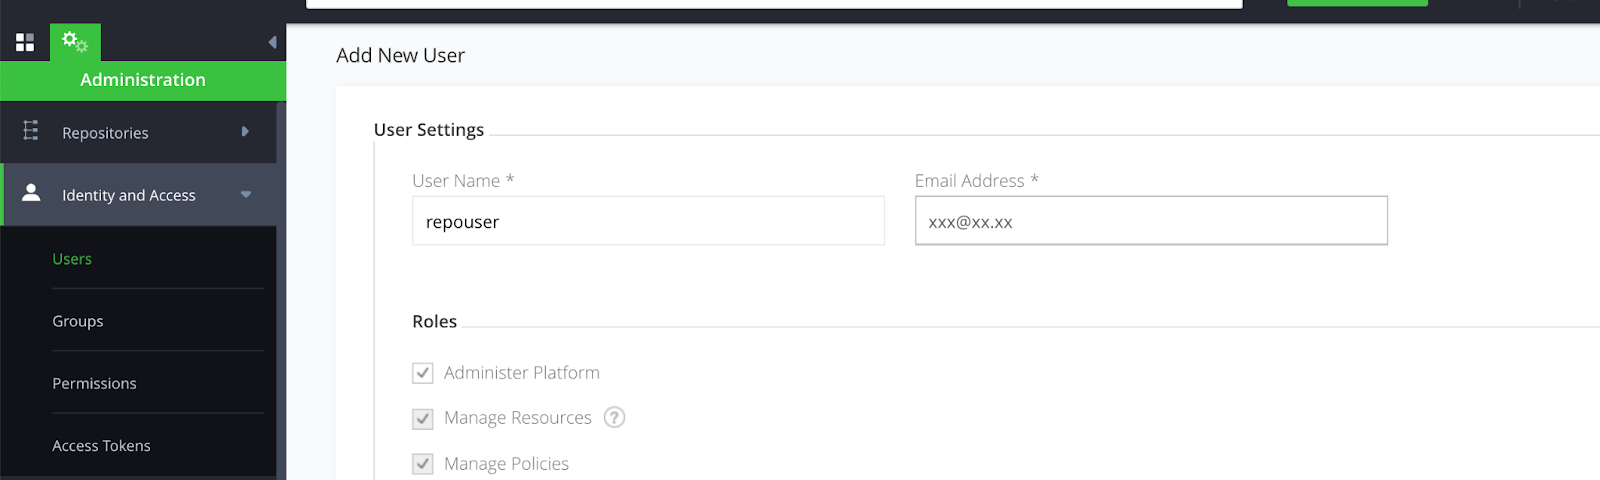 Add New User
Administration
Repositories
Identity and Access
Users
Groups
Permissions
Access Tokens
User Settings
User Name *
repouser
Email Address *
xxx@xx.xx
Roles
Administer Platform
Manage Resources ?
Manage Policies